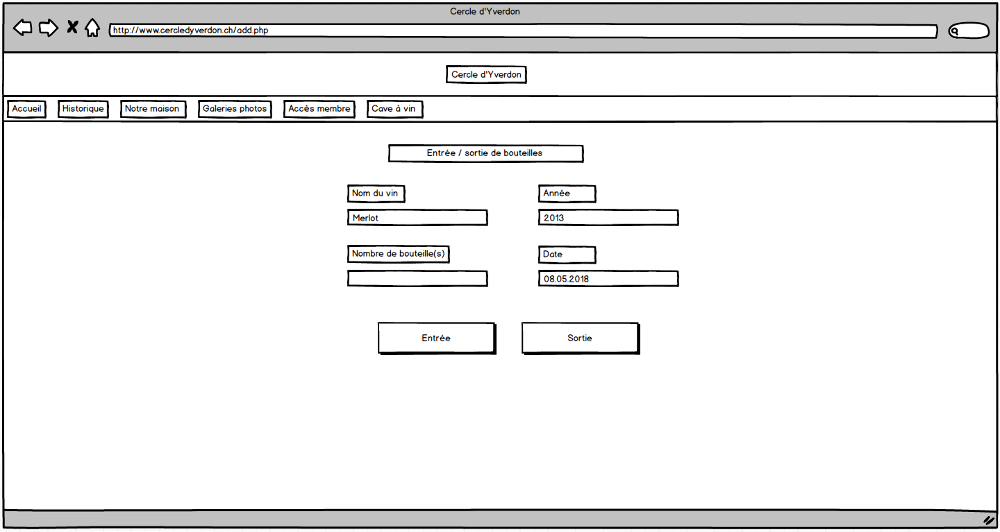 Cercle d'Yverdon
http://www.cercledyverdon.ch/add.php
Cercle d'Yverdon
Accueil Historique Notre maison Galeries photos Accès membre Cave à vin
Entrée / sortie de bouteilles
Nom du vin Année
Merlot 2013
Nombre de bouteille(s) Date
08.05.2018
Entrée Sortie